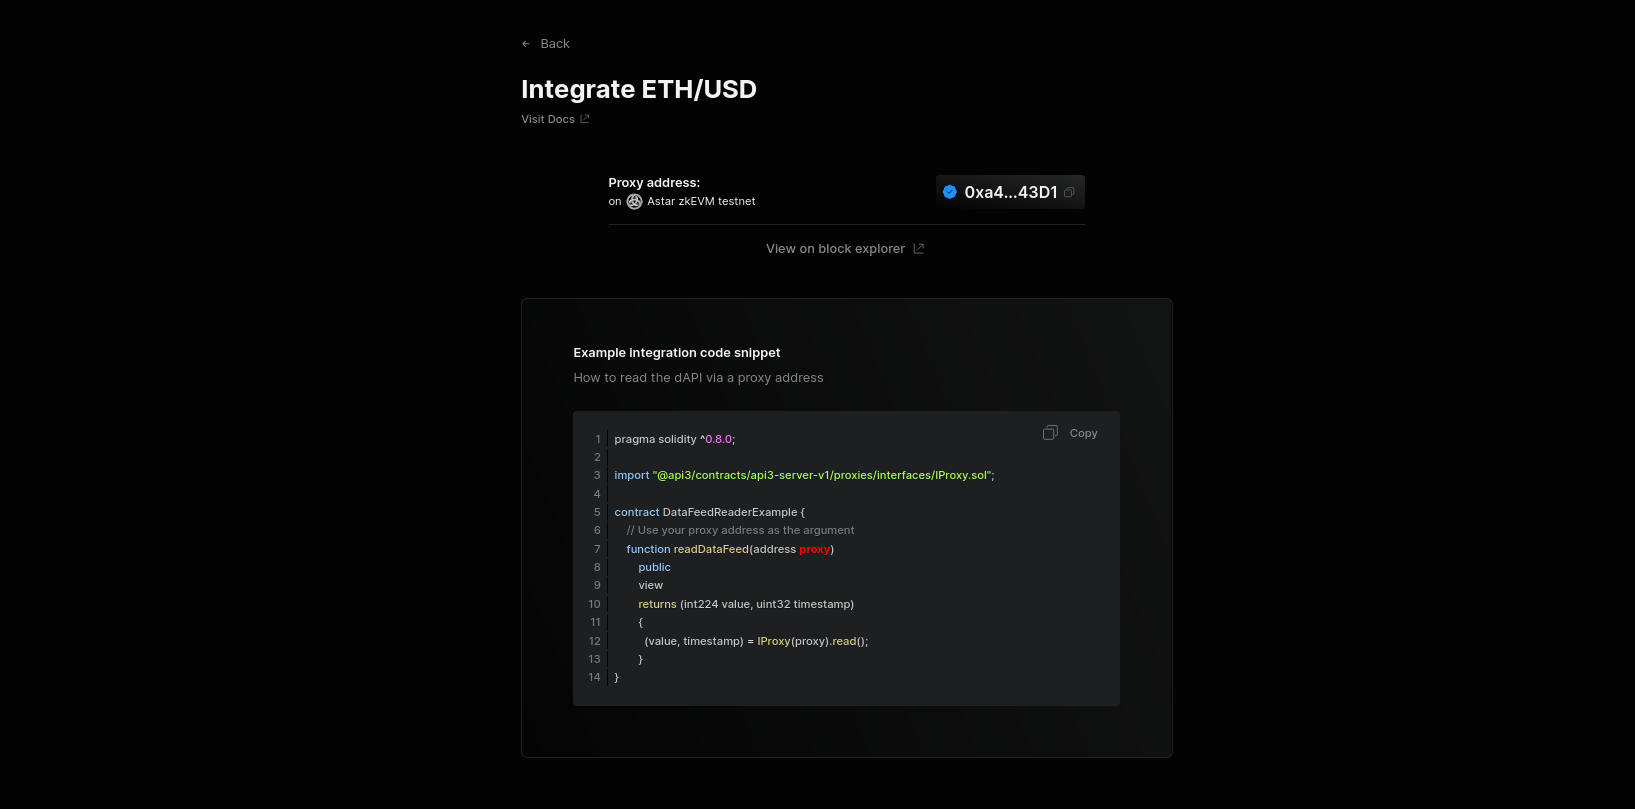 ← Back
Integrate ETH/USD
Visit Docs
Proxy address:
on Astar zkEVM testnet
0xa4...43D1
View on block explorer
Example integration code snippet
How to read the dAPI via a proxy address
Copy
1 pragma solidity ^0.8.0;
2
3 import "@api3/contracts/api3-server-v1/proxies/interfaces/IProxy.sol";
4
5 contract DataFeedReaderExample {
6 // Use your proxy address as the argument
7 function readDataFeed(address proxy)
8 public
9 view
10 returns (int224 value, uint32 timestamp)
11 {
12 (value, timestamp) = IProxy(proxy).read();
13 }
14 }